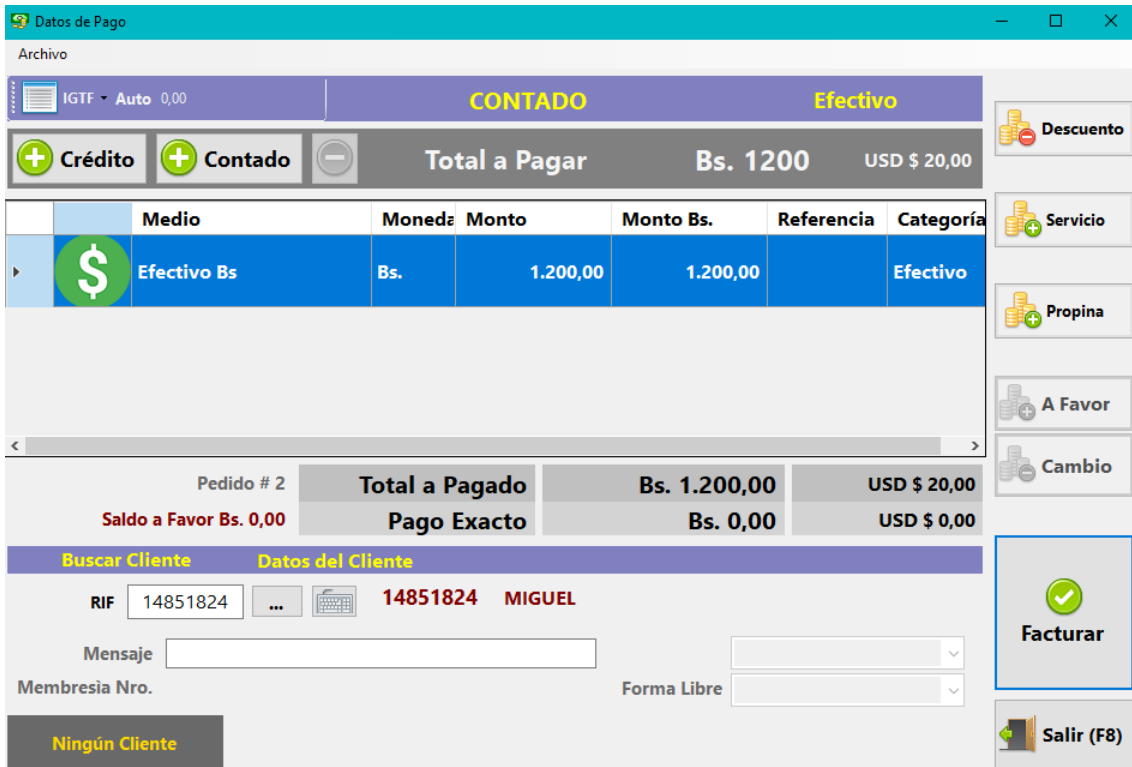 Datos de Pago
Archivo
IGTF Auto 0,00 CONTADO Efectivo
Descuento
Crédito Contado Total a Pagar Bs. 1200 USD $ 20,00
Medio Moneda Monto Monto Bs. Referencia Categoría
Servicio
Efectivo Bs Bs. 1.200,00 1.200,00 Efectivo
Propina
A Favor
Cambio
Pedido # 2 Total a Pagado Bs. 1.200,00 USD $ 20,00
Saldo a Favor Bs. 0,00 Pago Exacto Bs. 0,00 USD $ 0,00
Buscar Cliente Datos del Cliente
RIF 14851824 ... 14851824 MIGUEL
Facturar
Mensaje
Membresìa Nro. Forma Libre
Ningún Cliente
Salir (F8)